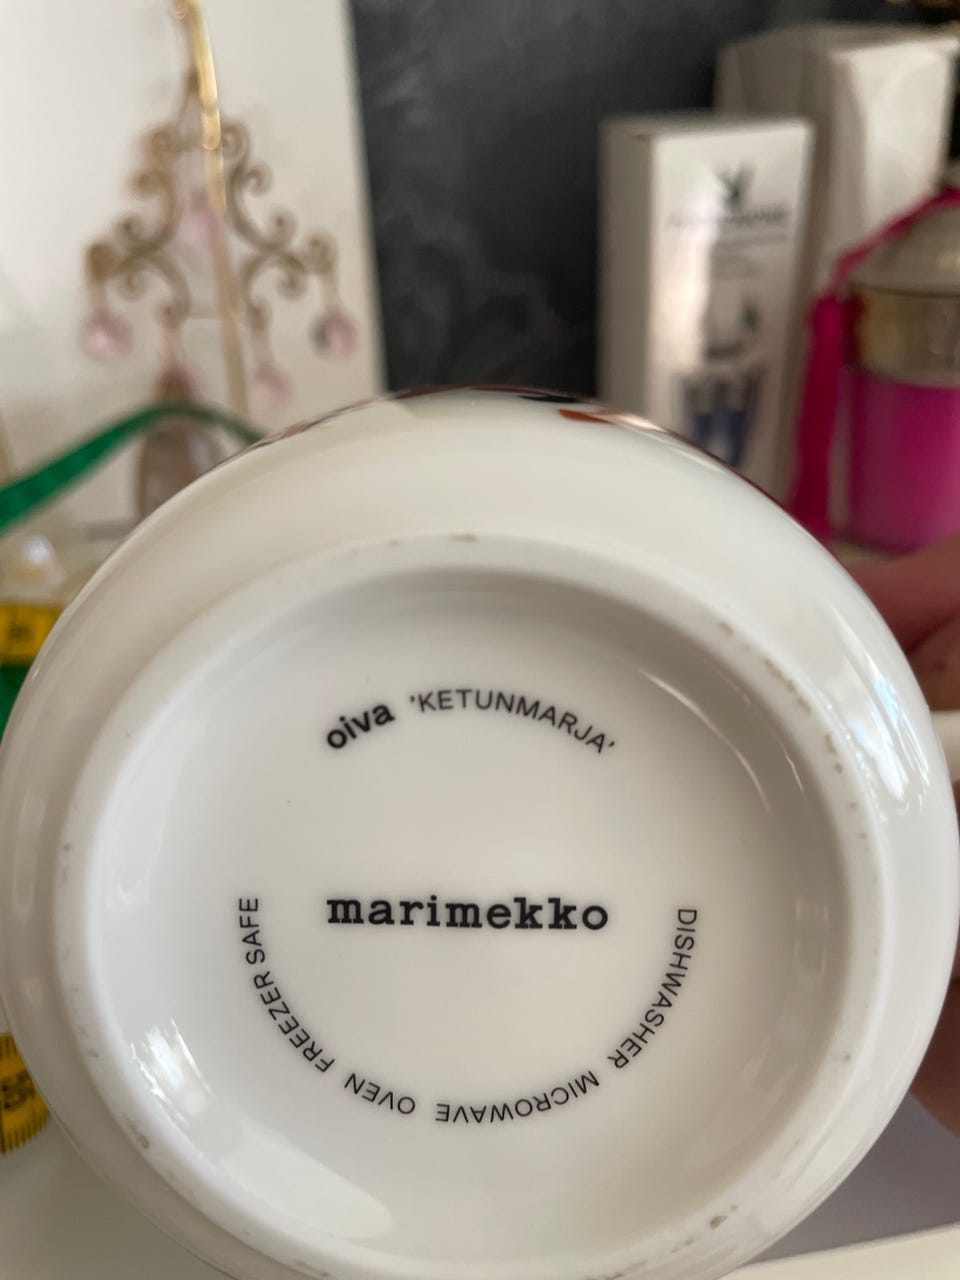 oiva 'KETUNMARJA'
marimekko
DISHWASHER MICROWAVE OVEN FREEZER SAFE